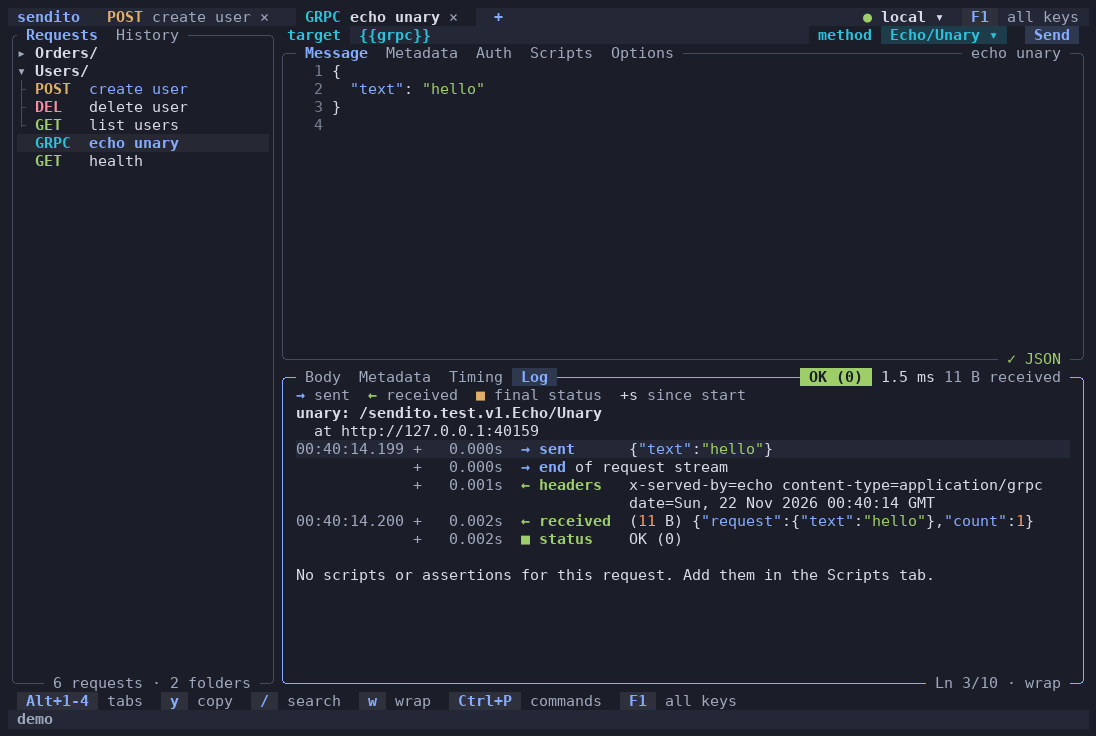 sendito POST create user × GRPC echo unary × + ● local ▾ F1 all keys
Requests History target {{grpc}} method Echo/Unary ▾ Send
▸ Orders/ Message Metadata Auth Scripts Options echo unary
▾ Users/ 1 {
POST create user 2 "text": "hello"
DEL delete user 3 }
GET list users 4
GRPC echo unary
GET health
✓ JSON
Body Metadata Timing Log OK (0) 1.5 ms 11 B received
→ sent ← received ■ final status +s since start
unary: /sendito.test.v1.Echo/Unary
at http://127.0.0.1:40159
00:40:14.199 + 0.000s → sent {"text":"hello"}
+ 0.000s → end of request stream
+ 0.001s ← headers x-served-by=echo content-type=application/grpc
date=Sun, 22 Nov 2026 00:40:14 GMT
00:40:14.200 + 0.002s ← received (11 B) {"request":{"text":"hello"},"count":1}
+ 0.002s ■ status OK (0)
No scripts or assertions for this request. Add them in the Scripts tab.
6 requests · 2 folders Ln 3/10 · wrap
Alt+1-4 tabs y copy / search w wrap Ctrl+P commands F1 all keys
demo